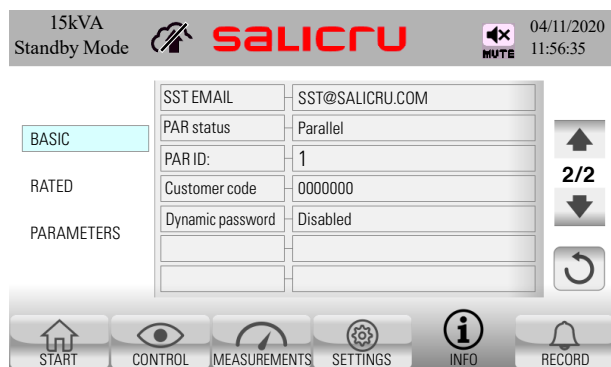 15kVA
Standby Mode
salicru
MUTE
04/11/2020
11:56:35
BASIC
RATED
PARAMETERS
SST EMAIL SST@SALICRU.COM
PAR status Parallel
PAR ID: 1
Customer code 0000000
Dynamic password Disabled
2/2
START CONTROL MEASUREMENTS SETTINGS INFO RECORD